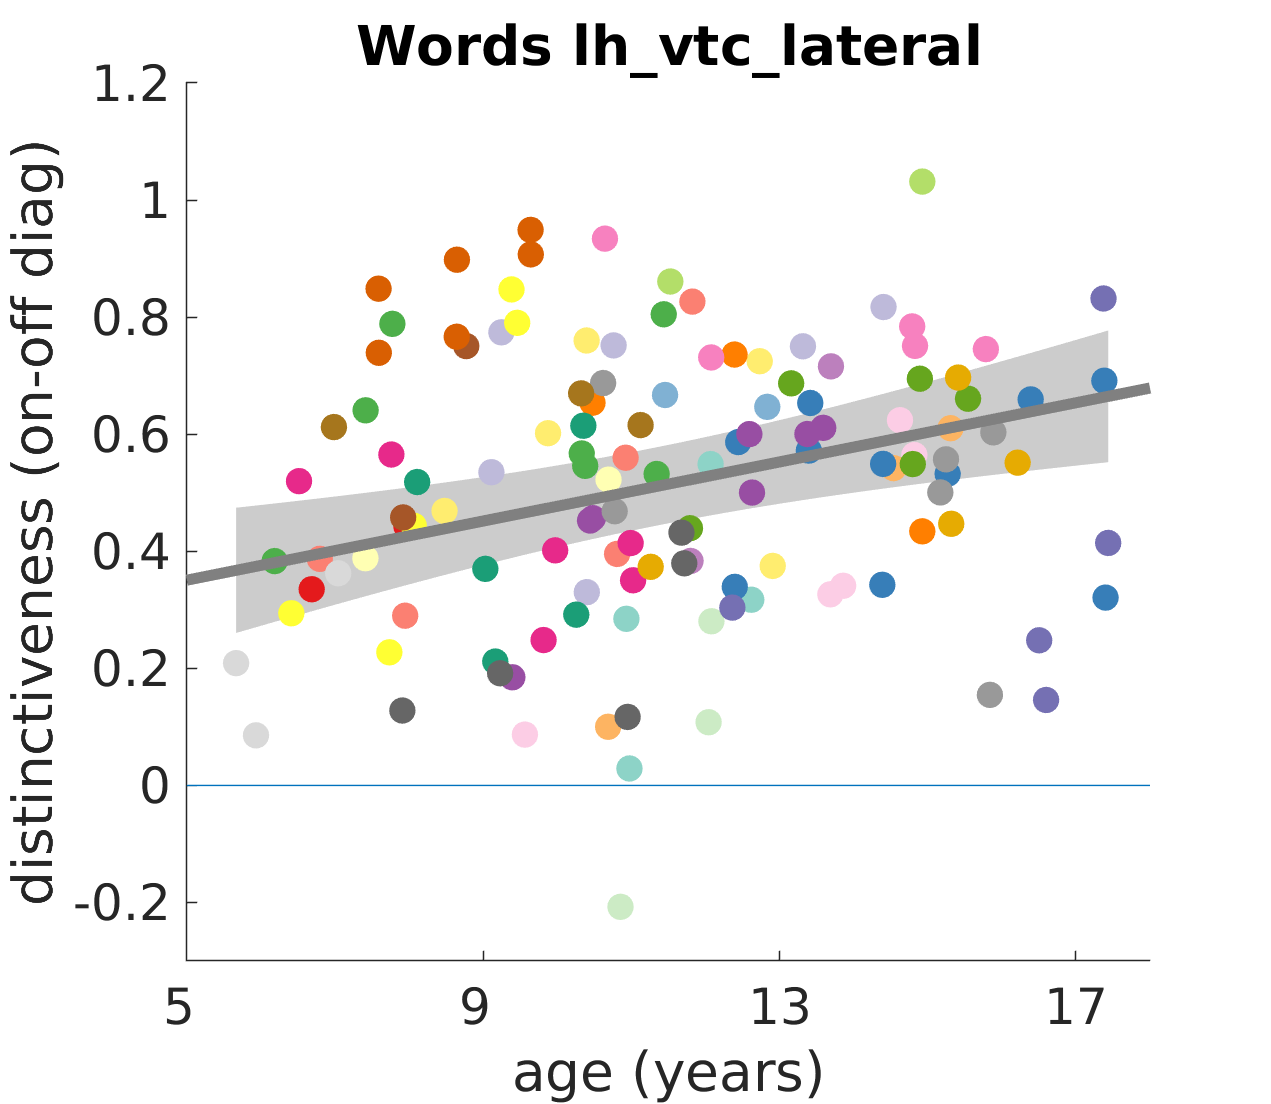 Words lh_vtc_lateral
1.2
1
0.8
0.6
0.4
0.2
0
-0.2
distinctiveness (on-off diag)
5 9 13 17
age (years)